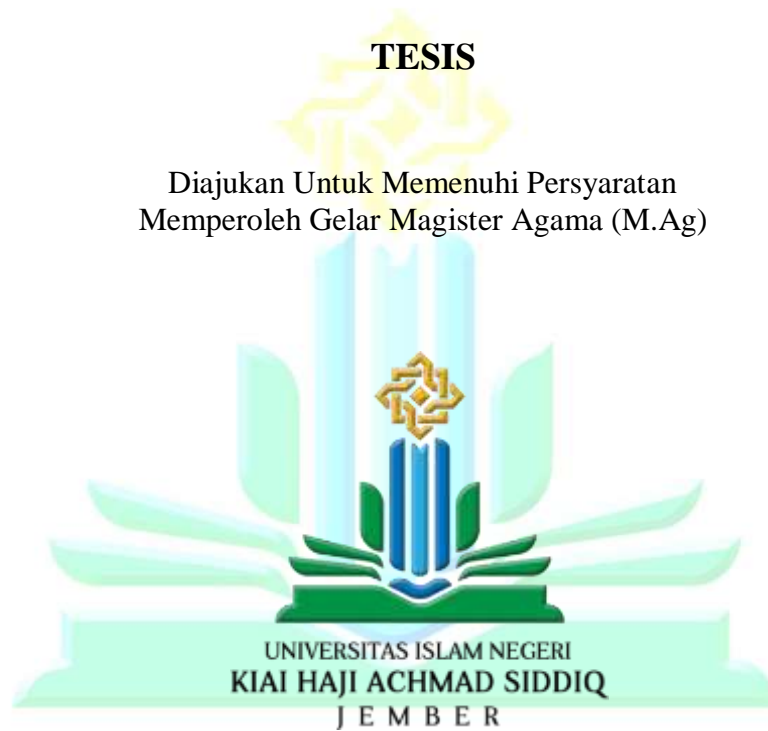 TESIS
Diajukan Untuk Memenuhi Persyaratan
Memperoleh Gelar Magister Agama (M.Ag)
UNIVERSITAS ISLAM NEGERI
KIAI HAJI ACHMAD SIDDIQ
JEMBER